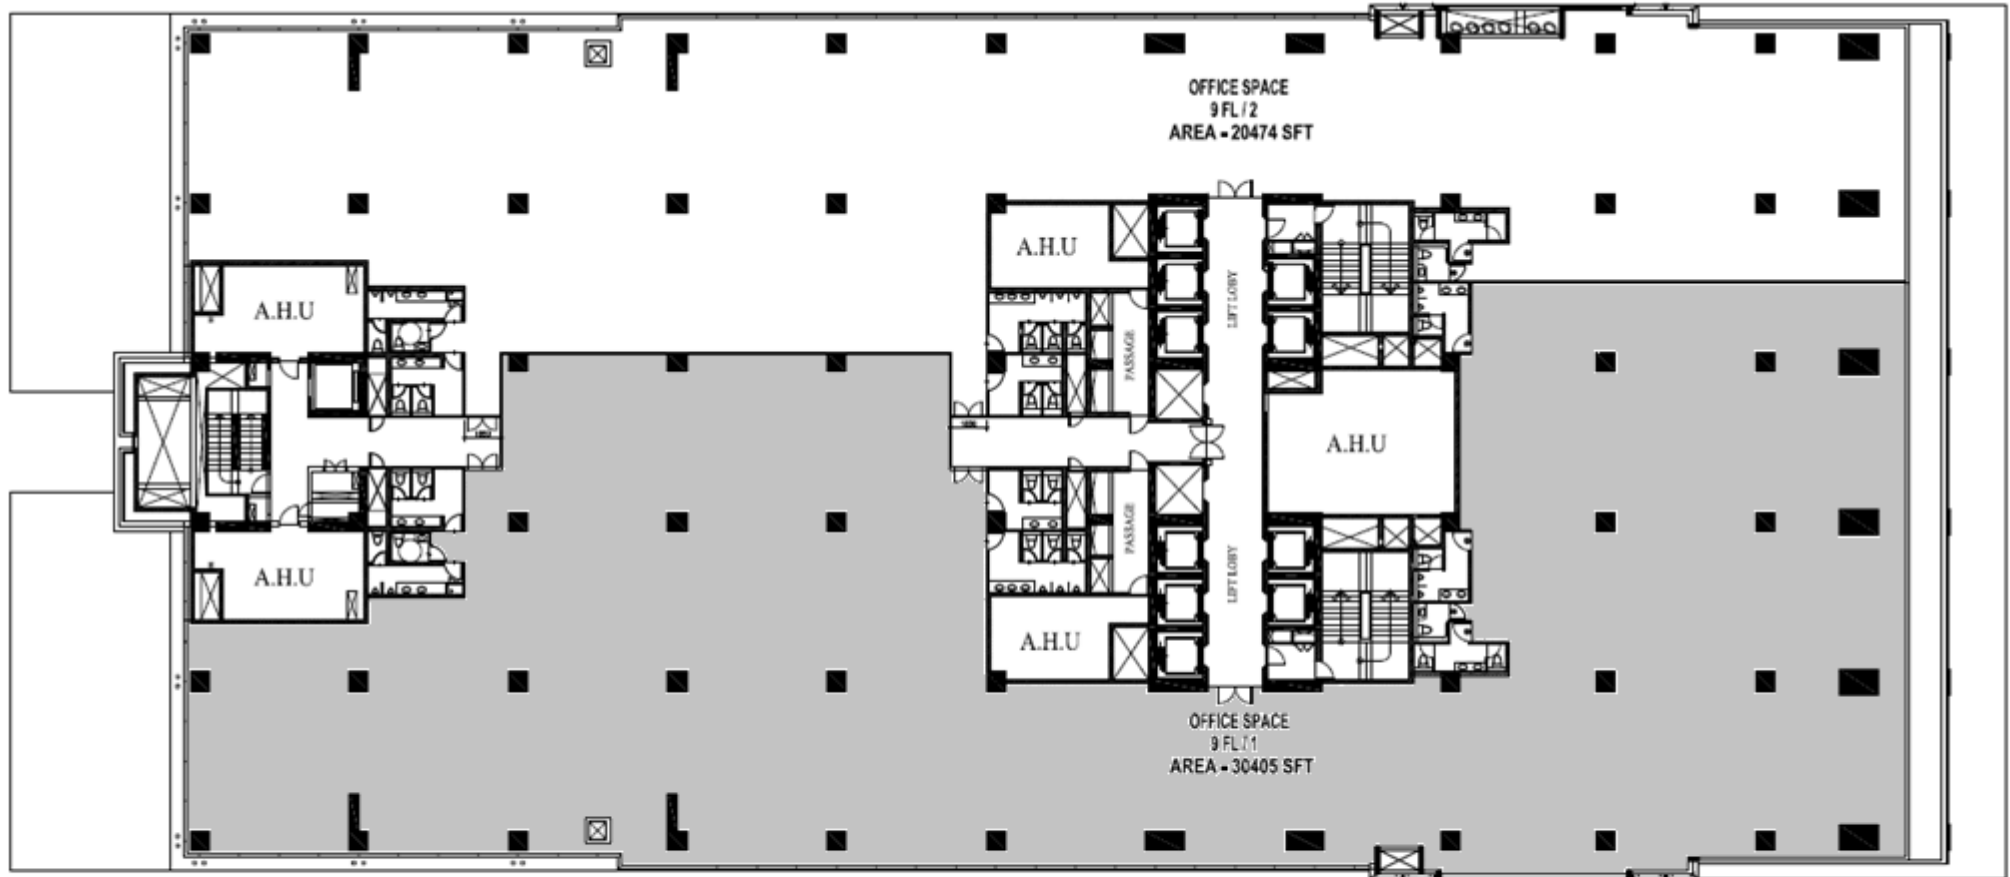 OFFICE SPACE
9 FL / 2
AREA - 20474 SFT
A.H.U
A.H.U
LIFT LOBY
PASSAGE
A.H.U
PASSAGE
LIFT LOBY
A.H.U
A.H.U
OFFICE SPACE
9 FL / 1
AREA - 30405 SFT